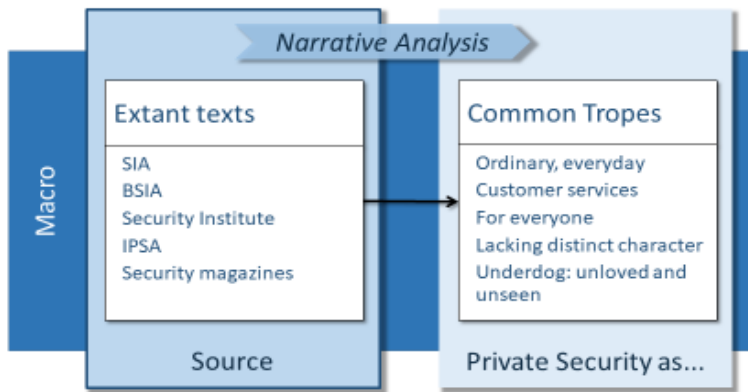 Narrative Analysis
Macro
Extant texts
SIA
BSIA
Security Institute
IPSA
Security magazines
Source
Common Tropes
Ordinary, everyday
Customer services
For everyone
Lacking distinct character
Underdog: unloved and
unseen
Private Security as...